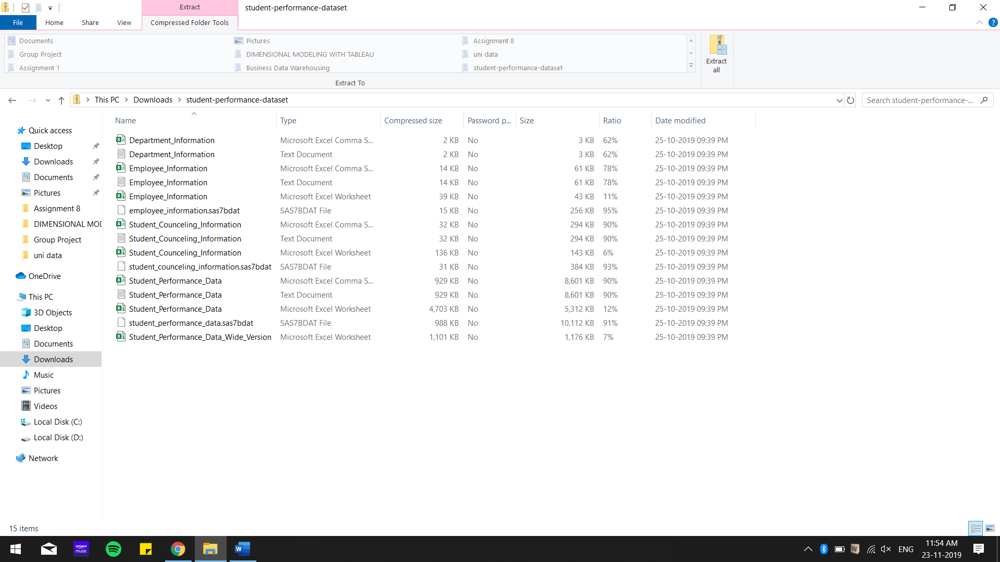 Extract
student-performance-dataset
File Home Share View Compressed Folder Tools
Documents Pictures Assignment 8
Group Project DIMENSIONAL MODELING WITH TABLEAU uni data
Assignment 1 Business Data Warehousing student-performance-dataset
Extract all
Extract To
This PC Downloads student-performance-dataset
Search student-performance-...
Name Type Compressed size Password p... Size Ratio Date modified
Quick access
Desktop
Downloads
Documents
Pictures
Assignment 8
DIMENSIONAL MOD
Group Project
uni data
OneDrive
This PC
3D Objects
Desktop
Documents
Downloads
Music
Pictures
Videos
Local Disk (C:)
Local Disk (D:)
Network
Department_Information Microsoft Excel Comma S... 2 KB No 3 KB 62% 25-10-2019 09:39 PM
Department_Information Text Document 2 KB No 3 KB 62% 25-10-2019 09:39 PM
Employee_Information Microsoft Excel Comma S... 14 KB No 61 KB 78% 25-10-2019 09:39 PM
Employee_Information Text Document 14 KB No 61 KB 78% 25-10-2019 09:39 PM
Employee_Information Microsoft Excel Worksheet 39 KB No 43 KB 11% 25-10-2019 09:39 PM
employee_information.sas7bdat SAS7BDAT File 15 KB No 256 KB 95% 25-10-2019 09:39 PM
Student_Counceling_Information Microsoft Excel Comma S... 32 KB No 294 KB 90% 25-10-2019 09:39 PM
Student_Counceling_Information Text Document 32 KB No 294 KB 90% 25-10-2019 09:39 PM
Student_Counceling_Information Microsoft Excel Worksheet 136 KB No 143 KB 6% 25-10-2019 09:39 PM
student_counceling_information.sas7bdat SAS7BDAT File 31 KB No 384 KB 93% 25-10-2019 09:39 PM
Student_Performance_Data Microsoft Excel Comma S... 929 KB No 8,601 KB 90% 25-10-2019 09:39 PM
Student_Performance_Data Text Document 929 KB No 8,601 KB 90% 25-10-2019 09:39 PM
Student_Performance_Data Microsoft Excel Worksheet 4,703 KB No 5,312 KB 12% 25-10-2019 09:39 PM
student_performance_data.sas7bdat SAS7BDAT File 988 KB No 10,112 KB 91% 25-10-2019 09:39 PM
Student_Performance_Data_Wide_Version Microsoft Excel Worksheet 1,101 KB No 1,176 KB 7% 25-10-2019 09:39 PM
15 items
amazon music
ENG
11:54 AM
23-11-2019